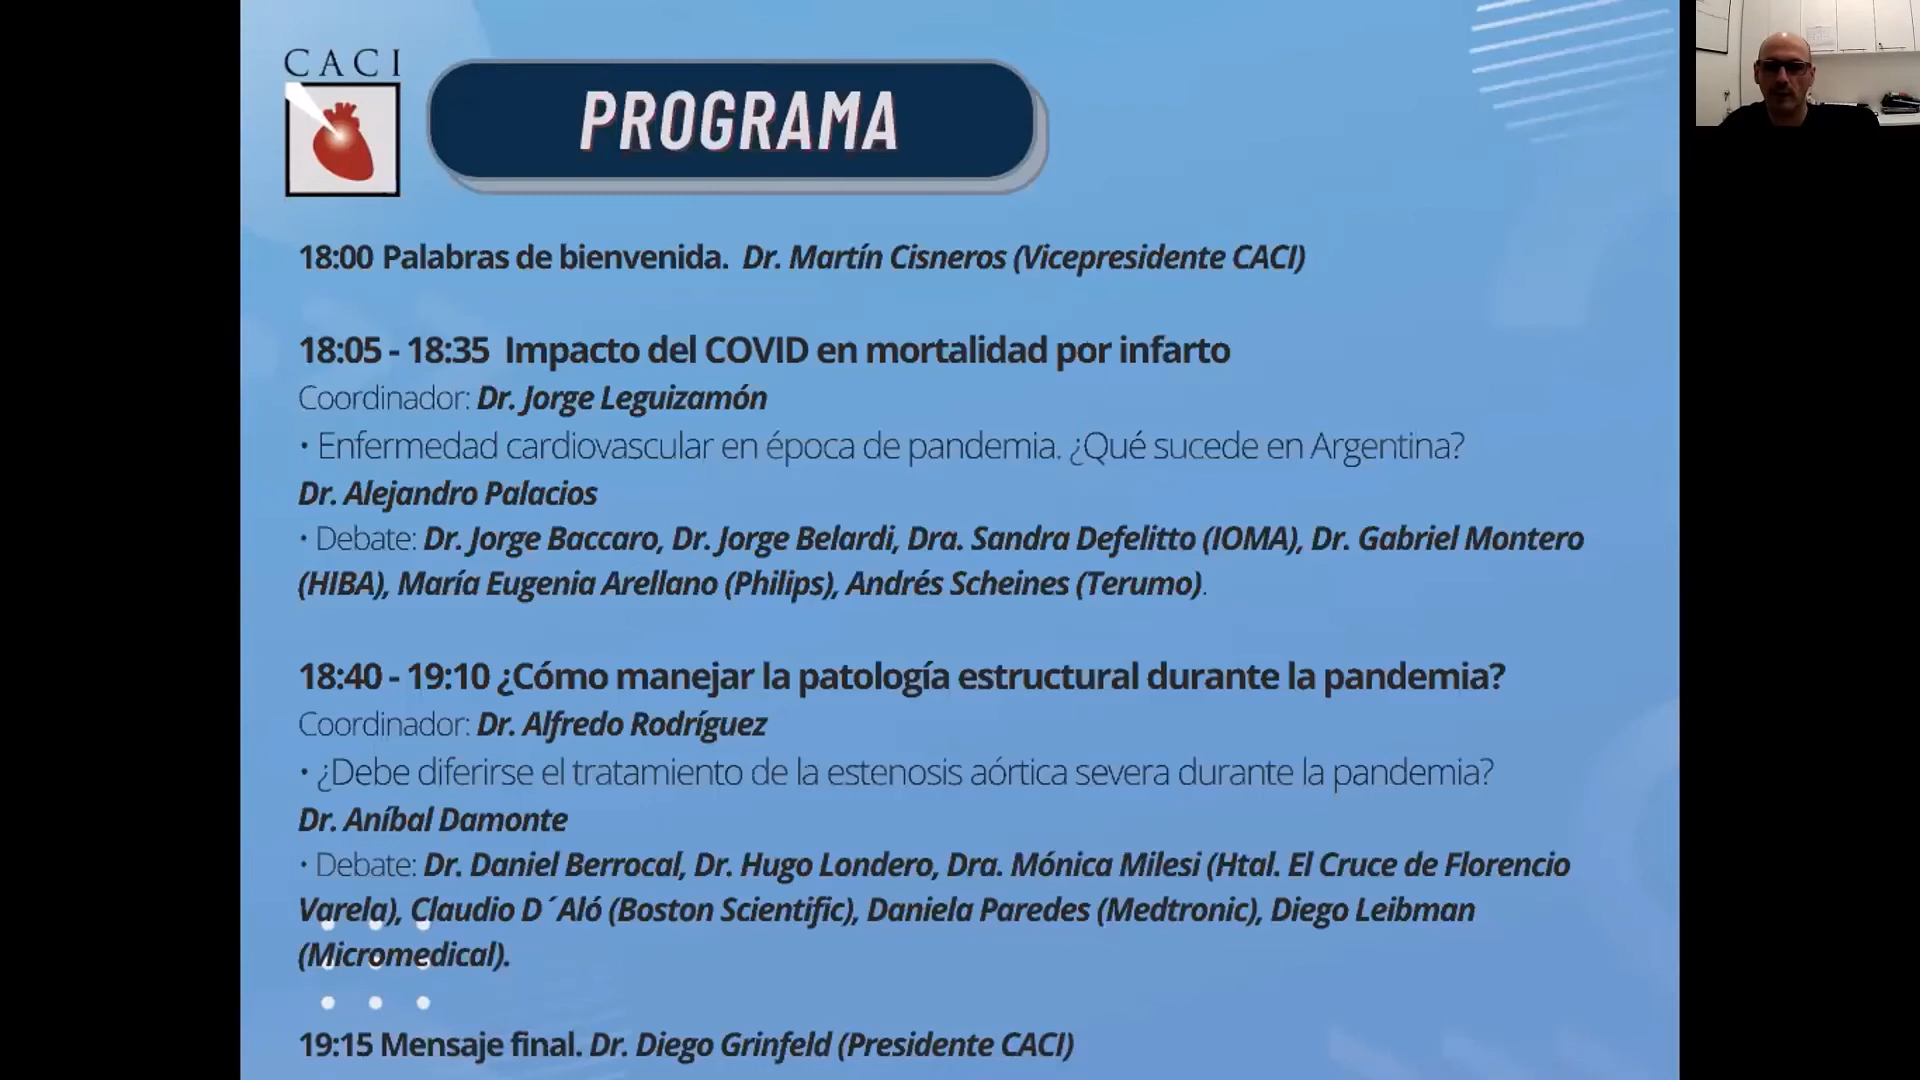 CACI
PROGRAMA
18:00 Palabras de bienvenida. Dr. Martín Cisneros (Vicepresidente CACI)
18:05 - 18:35 Impacto del COVID en mortalidad por infarto
Coordinador: Dr. Jorge Leguizamón
• Enfermedad cardiovascular en época de pandemia. ¿Qué sucede en Argentina?
Dr. Alejandro Palacios
• Debate: Dr. Jorge Baccaro, Dr. Jorge Belardi, Dra. Sandra Defelitto (IOMA), Dr. Gabriel Montero
(HIBA), María Eugenia Arellano (Philips), Andrés Scheines (Terumo).
18:40 - 19:10 ¿Cómo manejar la patología estructural durante la pandemia?
Coordinador: Dr. Alfredo Rodríguez
• ¿Debe diferirse el tratamiento de la estenosis aórtica severa durante la pandemia?
Dr. Aníbal Damonte
• Debate: Dr. Daniel Berrocal, Dr. Hugo Londero, Dra. Mónica Milesi (Htal. El Cruce de Florencio
Varela), Claudio D´Aló (Boston Scientific), Daniela Paredes (Medtronic), Diego Leibman
(Micromedical).
19:15 Mensaje final. Dr. Diego Grinfeld (Presidente CACI)